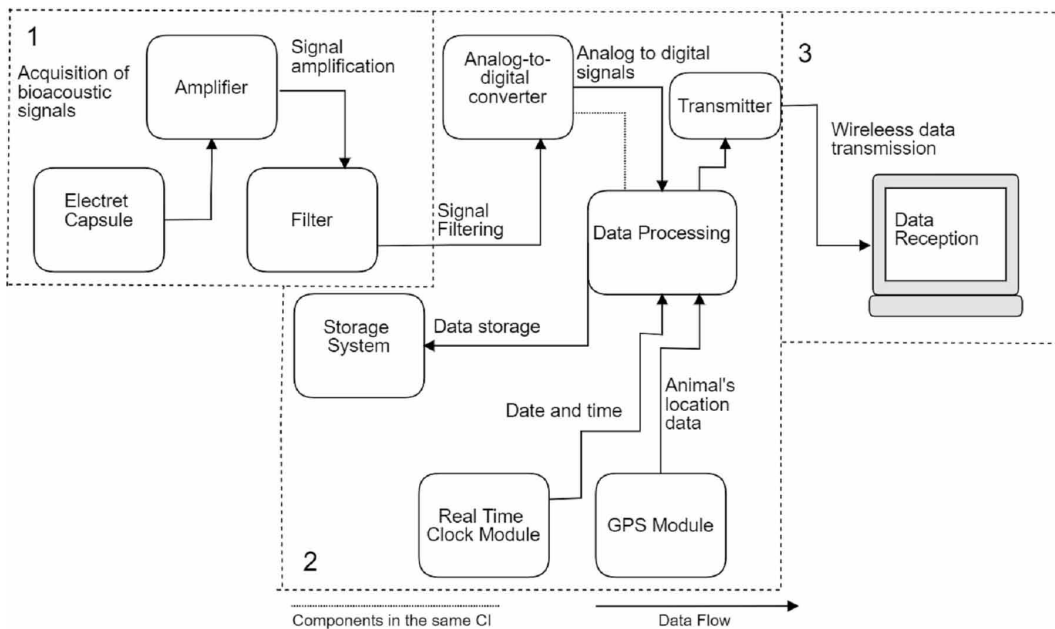 1
Acquisition of
bioacoustic
signals
Signal
amplification
Amplifier
Electret
Capsule
Filter
Signal
Filtering
Analog-to-
digital
converter
Analog to digital
signals
Transmitter
3
Wireleess data
transmission
Data
Reception
Data Processing
Storage
System
Data storage
Date and time
Animal's
location
data
Real Time
Clock Module
GPS Module
2
Components in the same CI
Data Flow